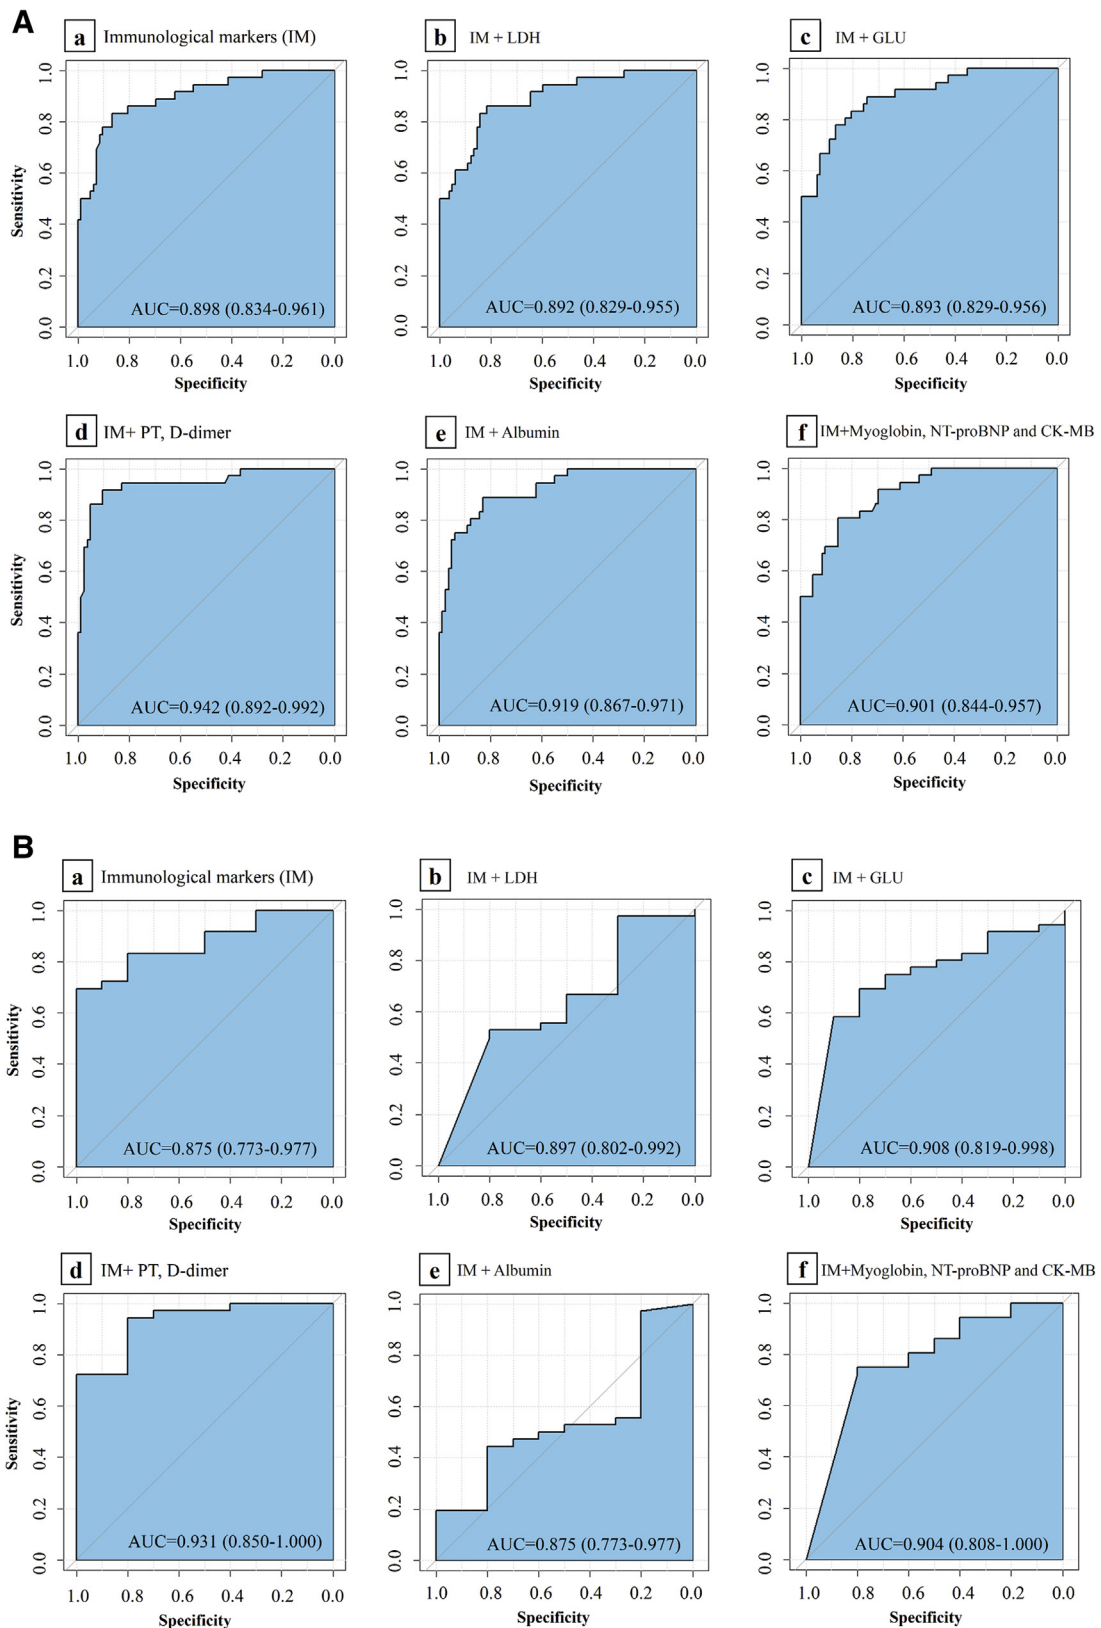 A
a Immunological markers (IM)
b IM + LDH
c IM + GLU
Sensitivity
1.0
0.8
0.6
0.4
0.2
0.0
AUC=0.898 (0.834-0.961)
1.0 0.8 0.6 0.4 0.2 0.0
Specificity
1.0
0.8
0.6
0.4
0.2
0.0
AUC=0.892 (0.829-0.955)
1.0 0.8 0.6 0.4 0.2 0.0
Specificity
1.0
0.8
0.6
0.4
0.2
0.0
AUC=0.893 (0.829-0.956)
1.0 0.8 0.6 0.4 0.2 0.0
Specificity
d IM+ PT, D-dimer
e IM + Albumin
f IM+Myoglobin, NT-proBNP and CK-MB
Sensitivity
1.0
0.8
0.6
0.4
0.2
0.0
AUC=0.942 (0.892-0.992)
1.0 0.8 0.6 0.4 0.2 0.0
Specificity
1.0
0.8
0.6
0.4
0.2
0.0
AUC=0.919 (0.867-0.971)
1.0 0.8 0.6 0.4 0.2 0.0
Specificity
1.0
0.8
0.6
0.4
0.2
0.0
AUC=0.901 (0.844-0.957)
1.0 0.8 0.6 0.4 0.2 0.0
Specificity
B
a Immunological markers (IM)
b IM + LDH
c IM + GLU
Sensitivity
1.0
0.8
0.6
0.4
0.2
0.0
AUC=0.875 (0.773-0.977)
1.0 0.8 0.6 0.4 0.2 0.0
Specificity
1.0
0.8
0.6
0.4
0.2
0.0
AUC=0.897 (0.802-0.992)
1.0 0.8 0.6 0.4 0.2 0.0
Specificity
1.0
0.8
0.6
0.4
0.2
0.0
AUC=0.908 (0.819-0.998)
1.0 0.8 0.6 0.4 0.2 0.0
Specificity
d IM+ PT, D-dimer
e IM + Albumin
f IM+Myoglobin, NT-proBNP and CK-MB
Sensitivity
1.0
0.8
0.6
0.4
0.2
0.0
AUC=0.931 (0.850-1.000)
1.0 0.8 0.6 0.4 0.2 0.0
Specificity
1.0
0.8
0.6
0.4
0.2
0.0
AUC=0.875 (0.773-0.977)
1.0 0.8 0.6 0.4 0.2 0.0
Specificity
1.0
0.8
0.6
0.4
0.2
0.0
AUC=0.904 (0.808-1.000)
1.0 0.8 0.6 0.4 0.2 0.0
Specificity